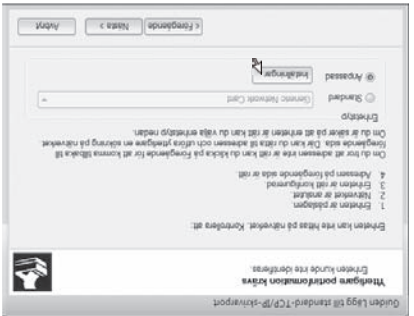 Guiden Lägg till standard-TCP/IP-skrivarport
Ytterligare portinformation krävs
Enheten kunde inte identifieras.
Enheten kan inte hittas på nätverket. Kontrollera att:
1. Enheten är påslagen.
2. Nätverket är anslutet.
3. Enheten är rätt konfigurerad
4. Adressen på föregående sida är rätt
Om du tror att adressen inte är rätt kan du klicka på Föregående för att komma tillbaka till
föregående sida. Där kan du rätta till adressen och utföra ytterligare en sökning på nätverket
Om du är säker på att enheten är rätt kan du välja enhetstyp nedan.
Enhetstyp
Standard Generic Network Card
Anpassad Inställningar...
< Föregående Nästa > Avbryt